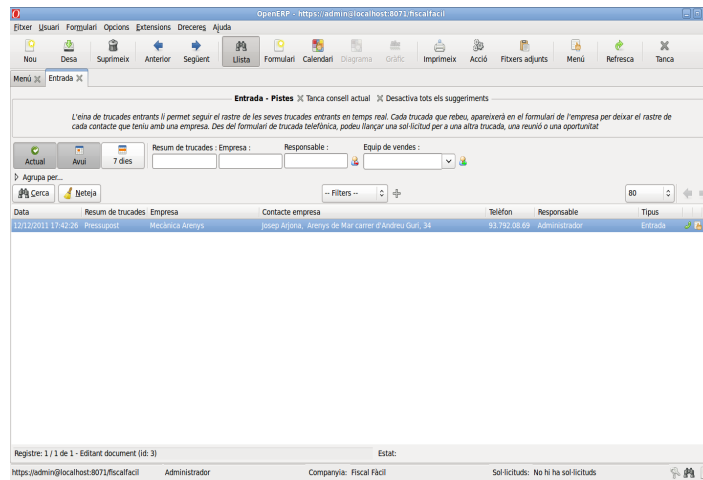 OpenERP - https://admin@localhost:8071/fiscalfacil
Fitxer Usuari Formulari Opcions Extensions Dreceres Ajuda
Nou Desa Suprimeix Anterior Següent Llista Formulari Calendari Diagrama Gràfic Imprimeix Acció Fitxers adjunts Menú Refresca Tanca
Menú Entrada
Entrada - Pistes Tanca consell actual Desactiva tots els suggeriments
L'eina de trucades entrants li permet seguir el rastre de les seves trucades entrants en temps real. Cada trucada que rebeu, apareixerà en el formulari de l'empresa per deixar el rastre de
cada contacte que teniu amb una empresa. Des del formulari de trucada telefònica, podeu llançar una sol·licitud per a una altra trucada, una reunió o una oportunitat
Resum de trucades : Empresa : Responsable : Equip de vendes :
Actual Avui 7 dies
Agrupa per...
Cerca Neteja -- Filters -- 80
Data Resum de trucades Empresa Contacte empresa Telèfon Responsable Tipus
12/12/2011 17:42:26 Pressupost Mecànica Arenys Josep Arjona, Arenys de Mar carrer d'Andreu Guri, 34 93.792.08.69 Administrador Entrada
Registre: 1 / 1 de 1 - Editant document (id: 3) Estat:
https://admin@localhost:8071/fiscalfacil Administrador Companyia: Fiscal Fàcil Sol·licituds: No hi ha sol·licituds